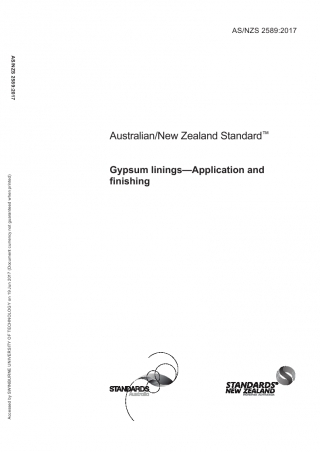 AS/NZS 2589:2017
AS/NZS 2589:2017
Australian/New Zealand Standard™
Gypsum linings—Application and
finishing
Accessed by SWINBURNE UNIVERSITY OF TECHNOLOGY on 19 Jun 2017 (Document currency not guaranteed when printed)
STANDARDS
Australia
STANDARDS
NEW ZEALAND